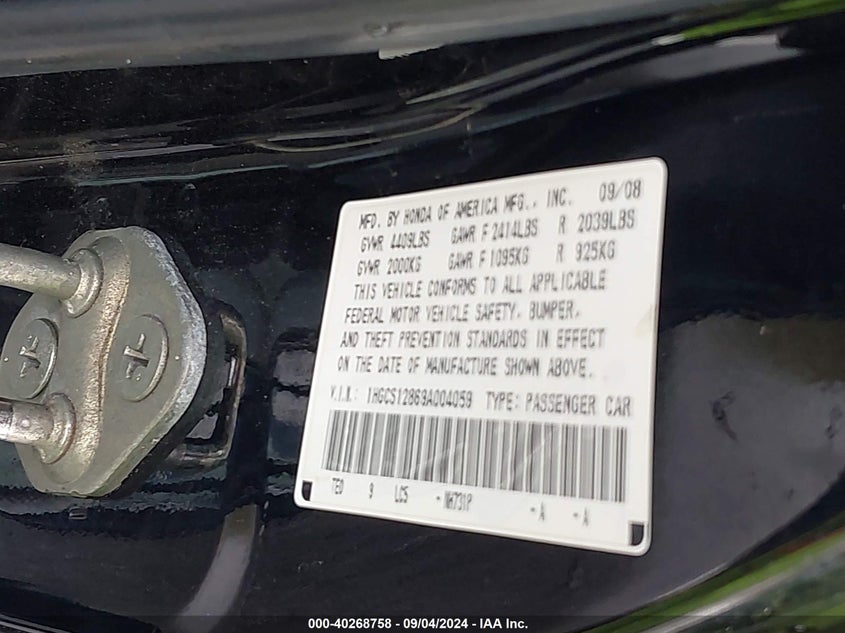 MFD. BY HONDA OF AMERICA MFG., INC. 09/08
GVWR 4409LBS GAWR F 2414LBS R 2039LBS
GVWR 2000KG GAWR F 1095KG R 925KG
THIS VEHICLE CONFORMS TO ALL APPLICABLE
FEDERAL MOTOR VEHICLE SAFETY, BUMPER,
AND THEFT PREVENTION STANDARDS IN EFFECT
ON THE DATE OF MANUFACTURE SHOWN ABOVE.
V.I.N.: 1HGCS12869A004059 TYPE: PASSENGER CAR
TE0 9 LC5 - NH731P - A - A
000-40268758 - 09/04/2024 - IAA Inc.